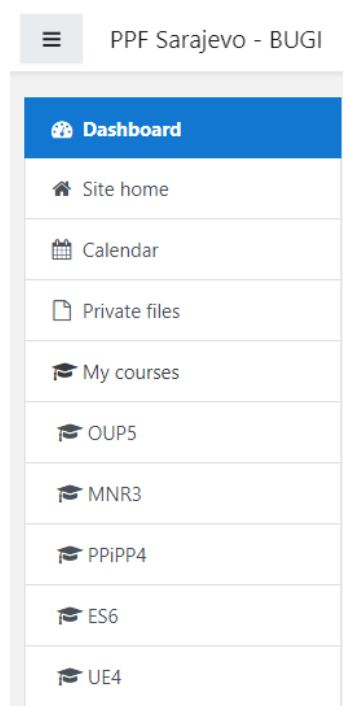 PPF Sarajevo - BUGI
Dashboard
Site home
Calendar
Private files
My courses
OUP5
MNR3
PPiPP4
ES6
UE4